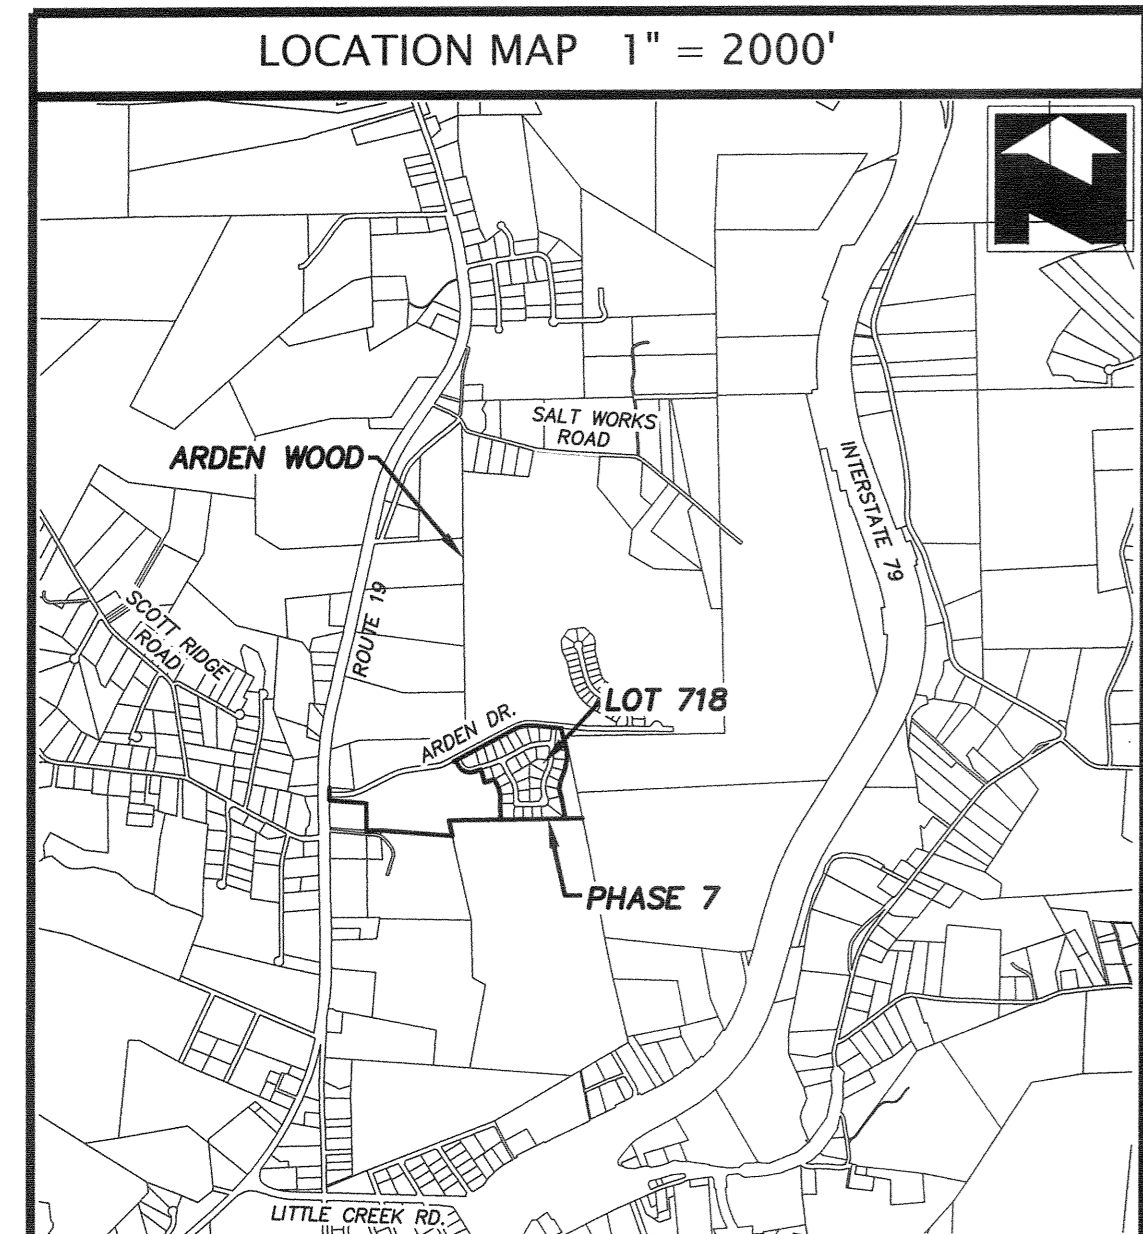 LOCATION MAP 1" = 2000'
SALT WORKS
ROAD
ARDEN WOOD
INTERSTATE 79
SCOTT RIDGE
ROAD
ROUTE 19
LOT 718
ARDEN DR.
PHASE 7
LITTLE CREEK RD.